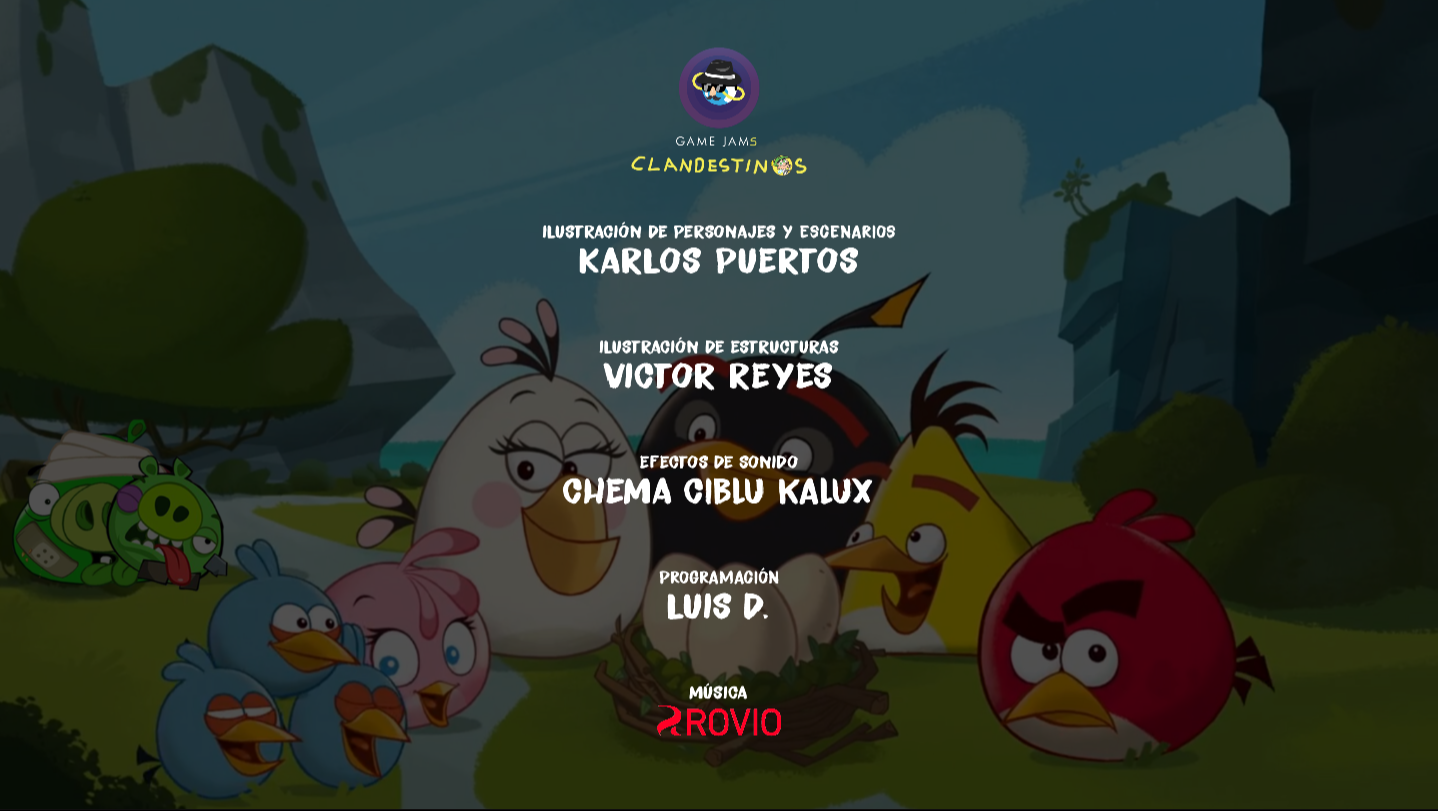 GAME JAMS
CLANDESTINOS
ILUSTRACIÓN DE PERSONAJES Y ESCENARIOS
KARLOS PUERTOS
ILUSTRACIÓN DE ESTRUCTURAS
VICTOR REYES
EFECTOS DE SONIDO
CHEMA CIBLU KALUX
PROGRAMACIÓN
LUIS D.
MÚSICA
ROVIO